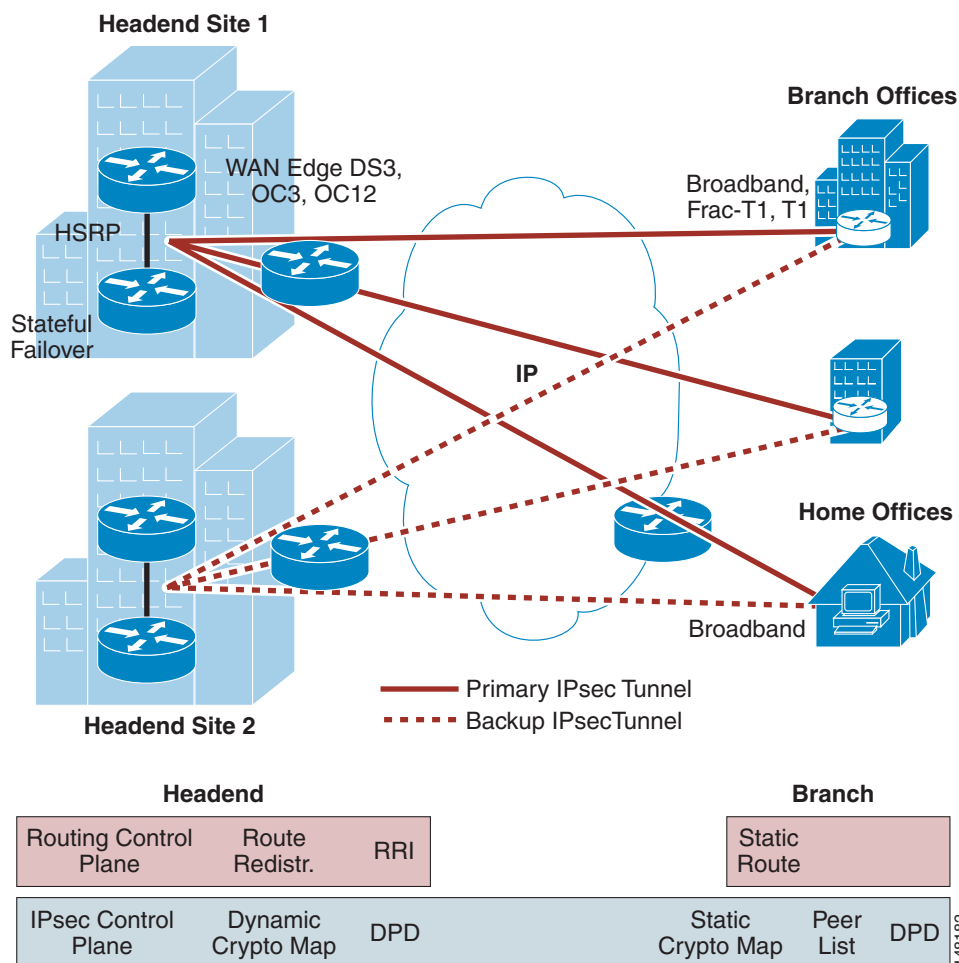 Headend Site 1
Branch Offices
WAN Edge DS3,
OC3, OC12
Broadband,
Frac-T1, T1
HSRP
Stateful
Failover
IP
Home Offices
Broadband
Primary IPsec Tunnel
Backup IPsecTunnel
Headend Site 2
Headend
Branch
Routing Control
Plane
Route
Redistr.
RRI
Static
Route
IPsec Control
Plane
Dynamic
Crypto Map
DPD
Static
Crypto Map
Peer
List
DPD